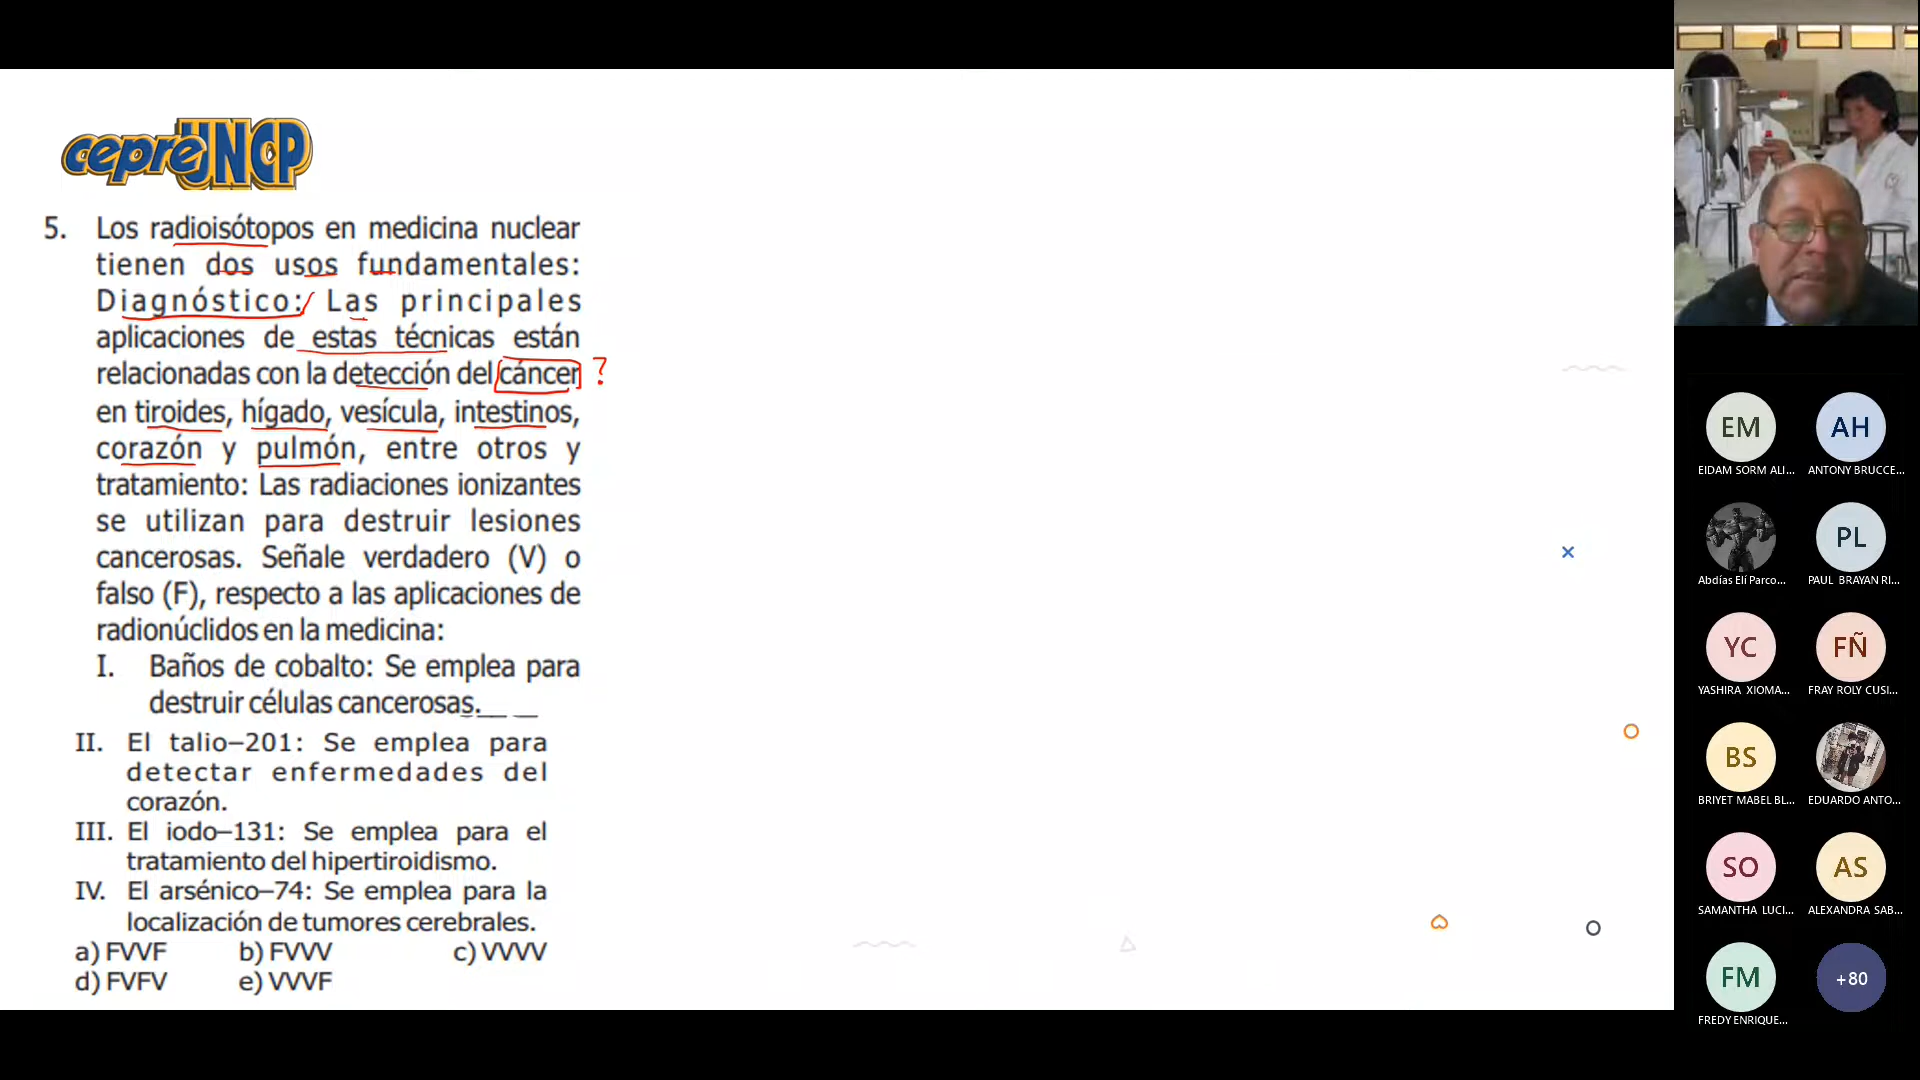 cepreUNCP
5. Los radioisótopos en medicina nuclear
tienen dos usos fundamentales:
Diagnóstico: Las principales
aplicaciones de estas técnicas están
relacionadas con la detección del cáncer ?
en tiroides, hígado, vesícula, intestinos,
corazón y pulmón, entre otros y
tratamiento: Las radiaciones ionizantes
se utilizan para destruir lesiones
cancerosas. Señale verdadero (V) o
falso (F), respecto a las aplicaciones de
radionúclidos en la medicina:
I. Baños de cobalto: Se emplea para
destruir células cancerosas.
II. El talio–201: Se emplea para
detectar enfermedades del
corazón.
III. El iodo–131: Se emplea para el
tratamiento del hipertiroidismo.
IV. El arsénico–74: Se emplea para la
localización de tumores cerebrales.
a) FVVF b) FVVV c) VVVV
d) FVFV e) VVVF
EM AH
EIDAM SORM ALI... ANTONY BRUCCE...
PL
Abdías Elí Parco... PAUL BRAYAN RI...
YC FÑ
YASHIRA XIOMA... FRAY ROLY CUSI...
BS
BRIYET MABEL BL... EDUARDO ANTO...
SO AS
SAMANTHA LUCI... ALEXANDRA SAB...
FM +80
FREDY ENRIQUE...